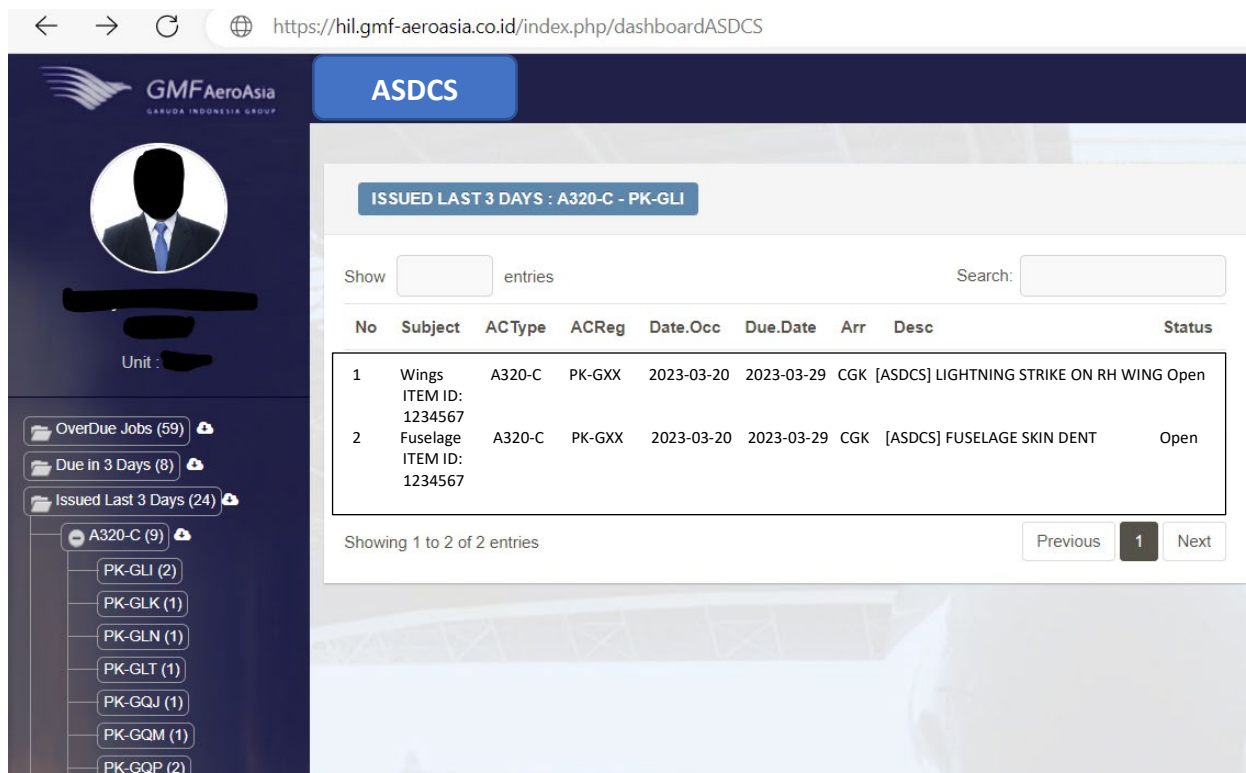 https://hil.gmf-aeroasia.co.id/index.php/dashboardASDCS
GMF AeroAsia
GARUDA INDONESIA GROUP
ASDCS
Unit :
OverDue Jobs (59)
Due in 3 Days (8)
Issued Last 3 Days (24)
A320-C (9)
PK-GLI (2)
PK-GLK (1)
PK-GLN (1)
PK-GLT (1)
PK-GQJ (1)
PK-GQM (1)
PK-GQP (2)
ISSUED LAST 3 DAYS : A320-C - PK-GLI
Show entries Search:
No Subject ACType ACReg Date.Occ Due.Date Arr Desc Status
1 Wings A320-C PK-GXX 2023-03-20 2023-03-29 CGK [ASDCS] LIGHTNING STRIKE ON RH WING Open
ITEM ID:
1234567
2 Fuselage A320-C PK-GXX 2023-03-20 2023-03-29 CGK [ASDCS] FUSELAGE SKIN DENT Open
ITEM ID:
1234567
Showing 1 to 2 of 2 entries
Previous 1 Next